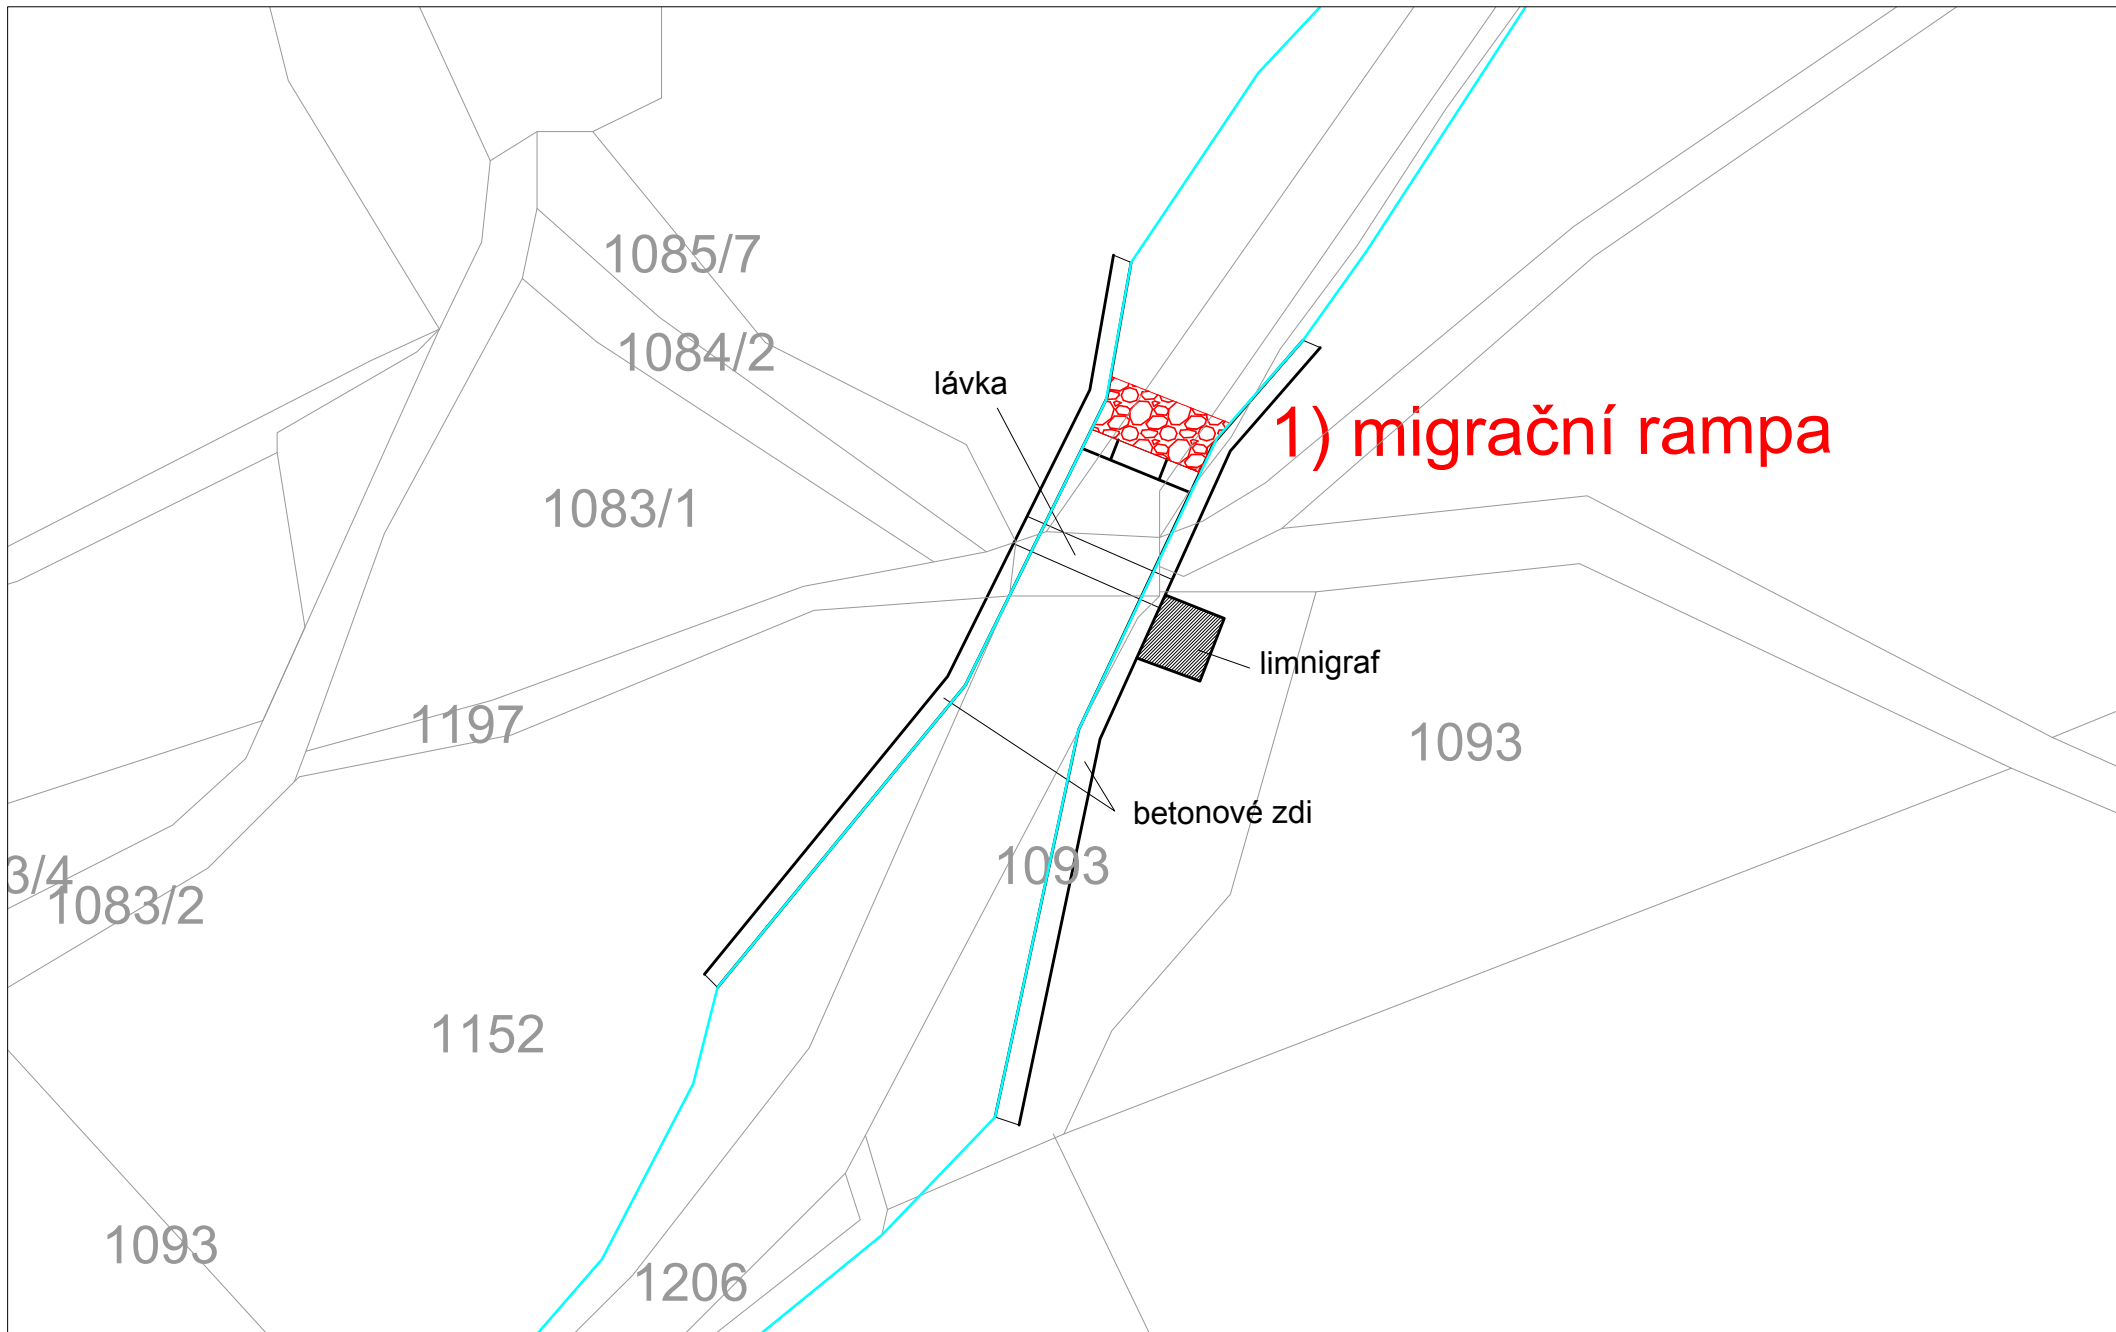 1085/7
1084/2
lávka
1) migrační rampa
1083/1
limnigraf
1197
1093
betonové zdi
1093
3/4
1083/2
1152
1093
1206